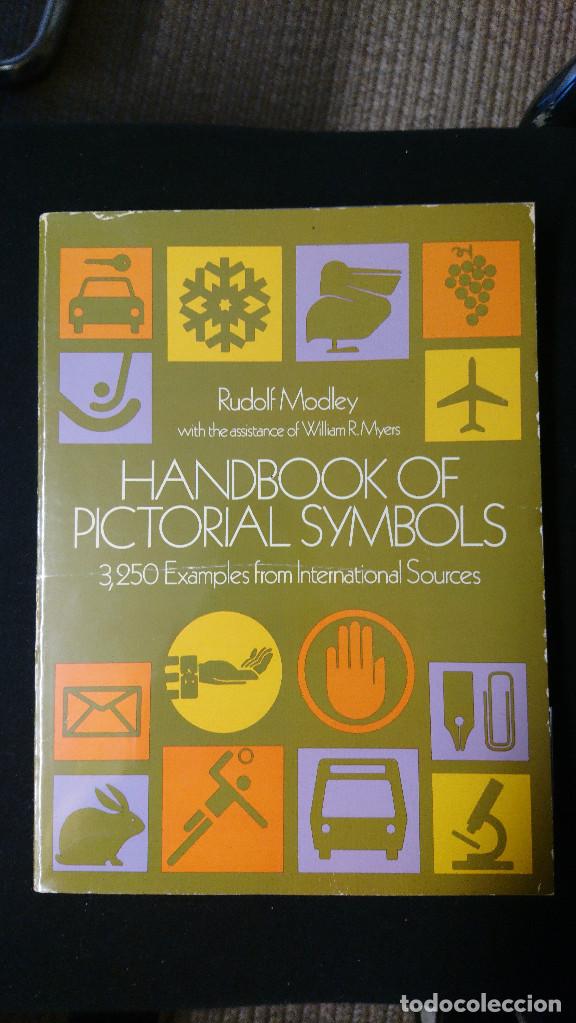 Rudolf Modley
with the assistance of William R. Myers
HANDBOOK OF
PICTORIAL SYMBOLS
3,250 Examples from International Sources
todocoleccion